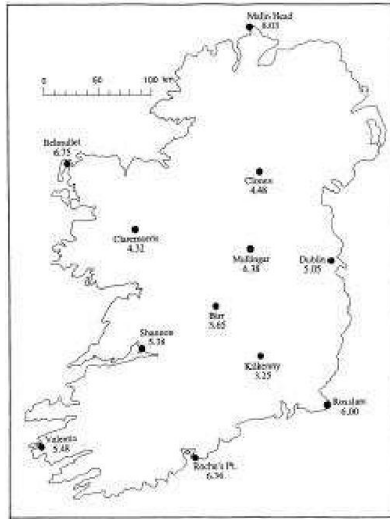 Malin Head
8.03
0 50 100 km
Belmullet
6.75
Clones
4.48
Claremorris
4.32
Mullingar
6.38
Dublin
5.05
Birr
3.65
Shannon
5.38
Kilkenny
3.25
Rosslare
6.00
Valentia
5.48
Roche's Pt.
6.36